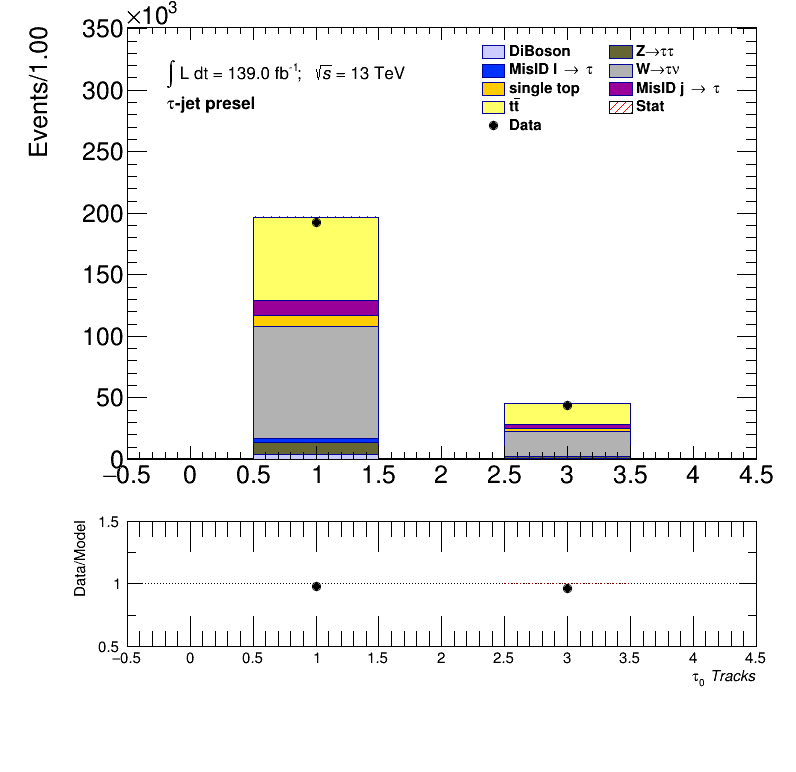 ×10³
Events/1.00
350
300
250
200
150
100
50
0
∫ L dt = 139.0 fb⁻¹; √s = 13 TeV
τ-jet presel
DiBoson
MisID l → τ
single top
tt̄
Data
Z→ττ
W→τν
MisID j → τ
Stat
−0.5 0 0.5 1 1.5 2 2.5 3 3.5 4 4.5
Data/Model
1.5
1
0.5
−0.5 0 0.5 1 1.5 2 2.5 3 3.5 4 4.5
τ₀ Tracks